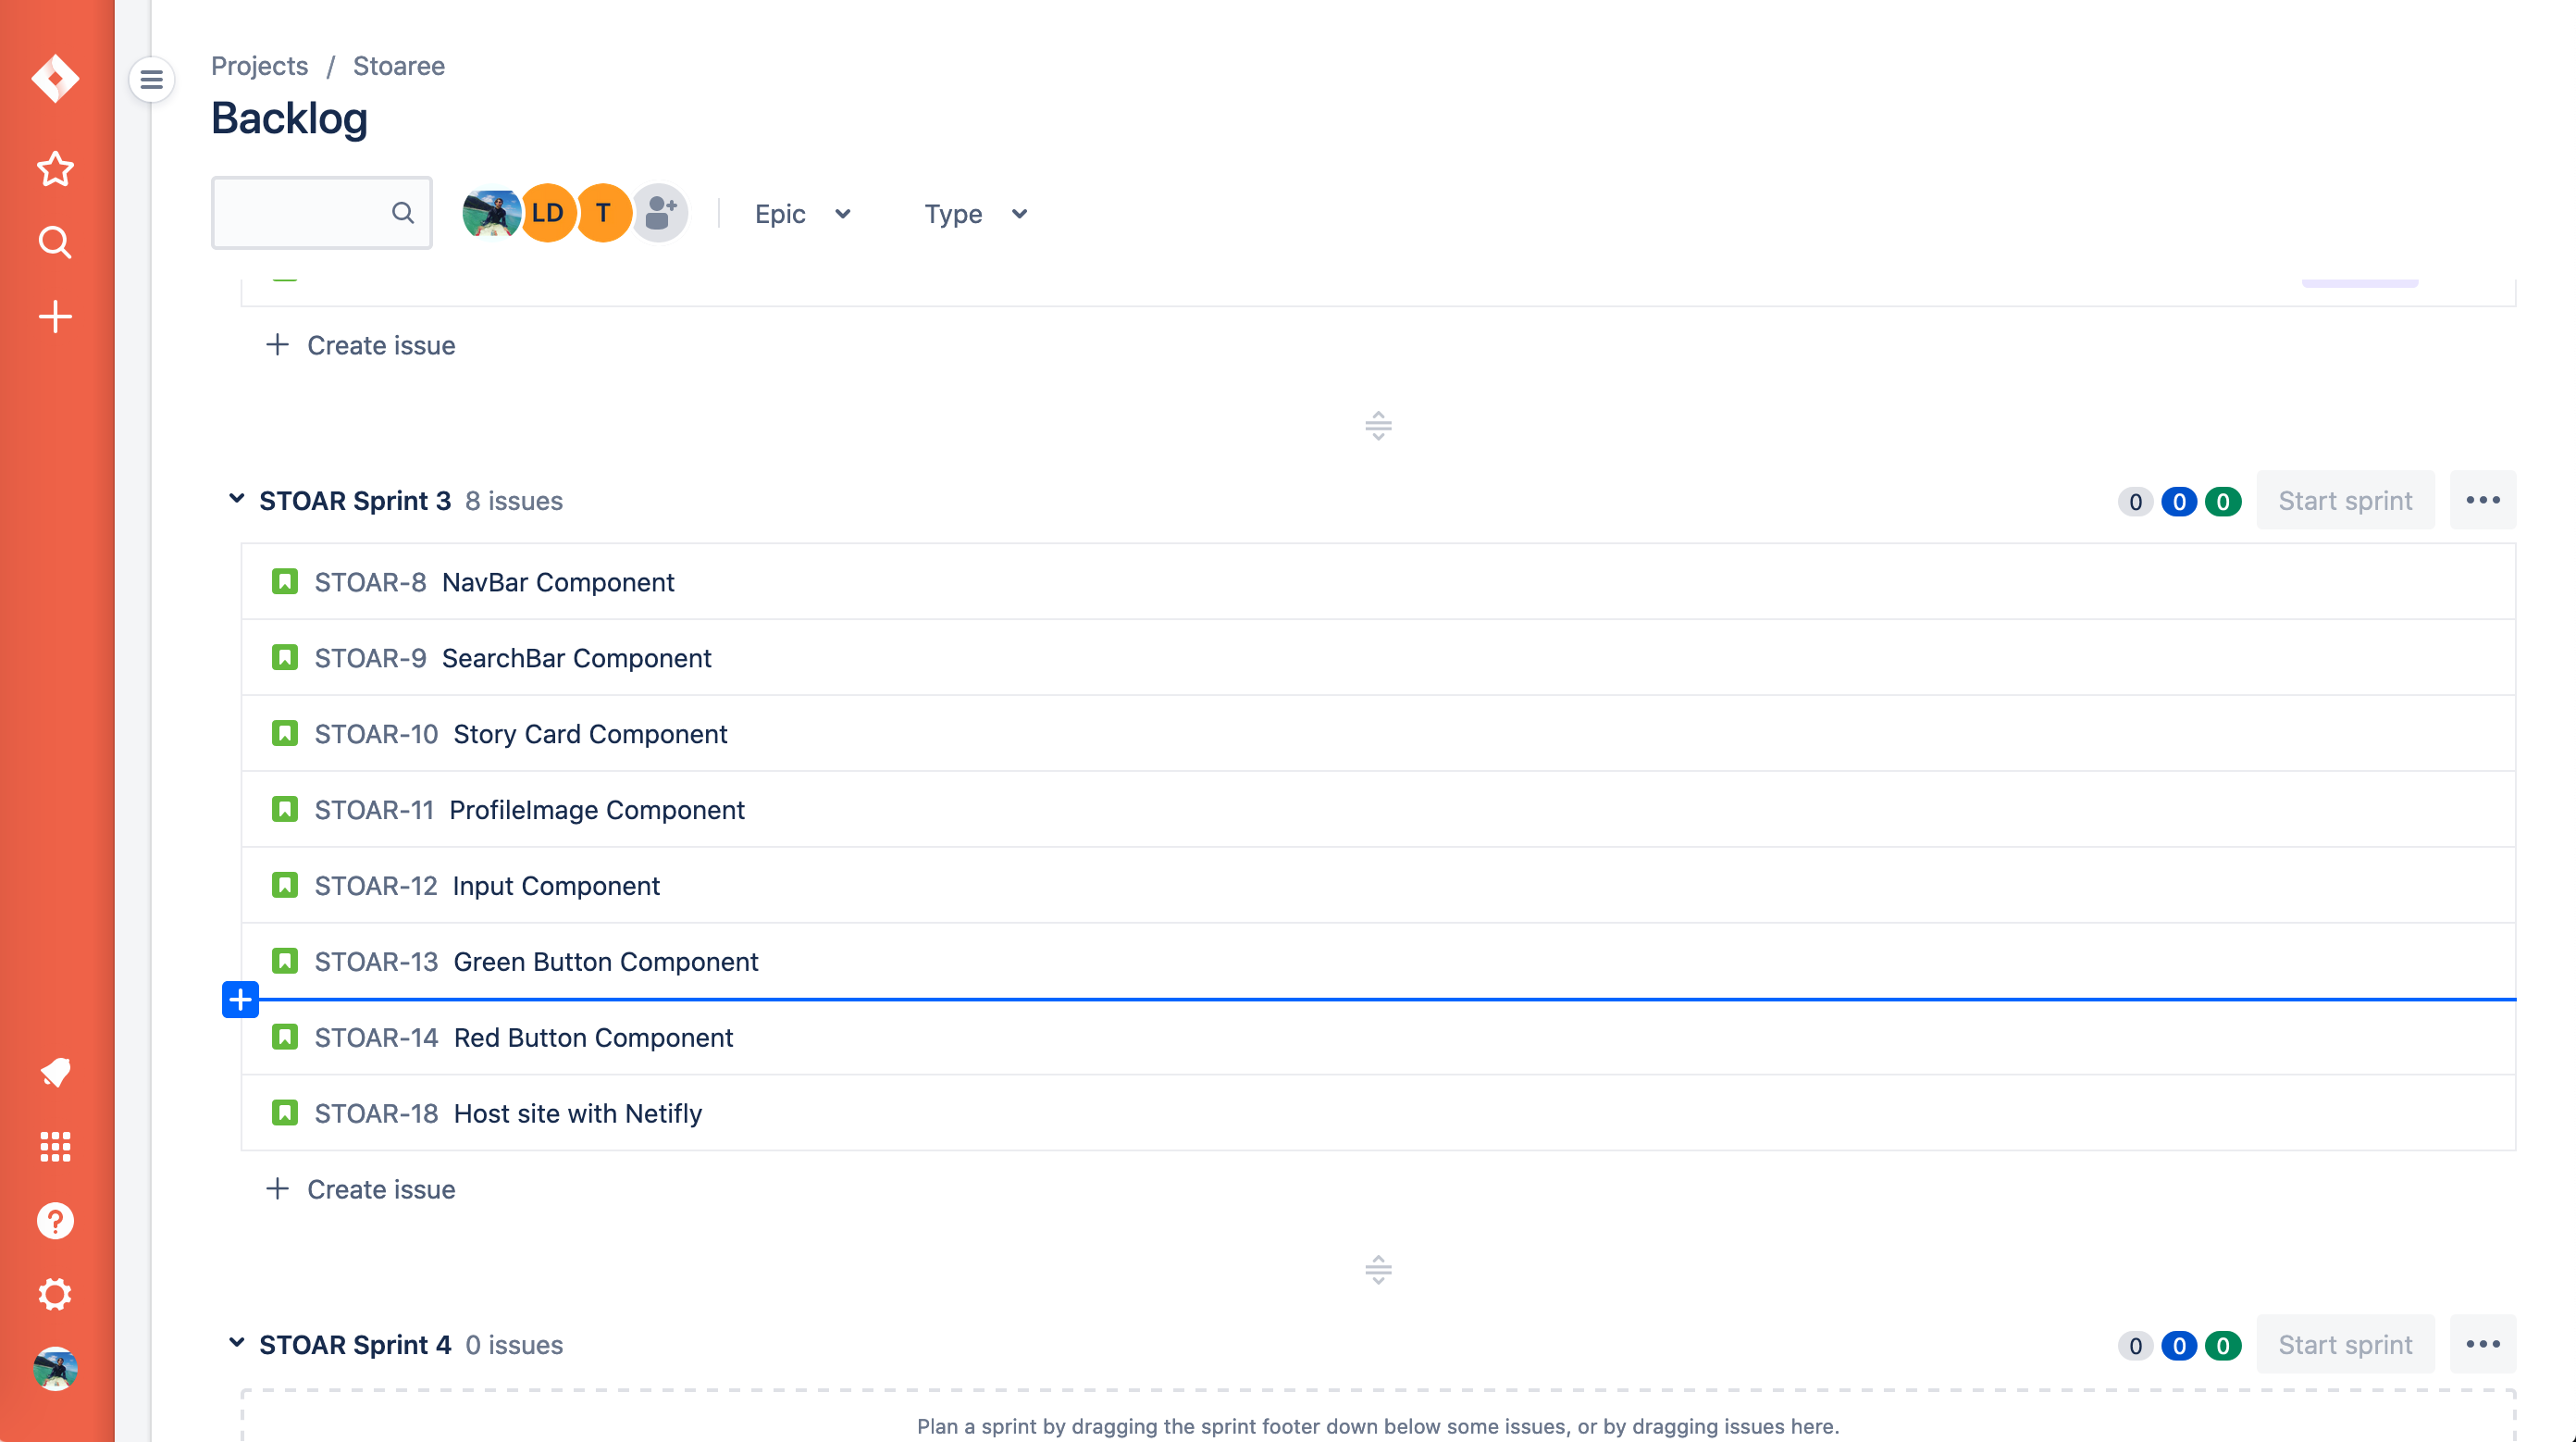 Projects / Stoaree
Backlog
LD T Epic Type
Create issue
STOAR Sprint 3 8 issues 0 0 0 Start sprint
STOAR-8 NavBar Component
STOAR-9 SearchBar Component
STOAR-10 Story Card Component
STOAR-11 ProfileImage Component
STOAR-12 Input Component
STOAR-13 Green Button Component
STOAR-14 Red Button Component
STOAR-18 Host site with Netifly
Create issue
STOAR Sprint 4 0 issues 0 0 0 Start sprint
Plan a sprint by dragging the sprint footer down below some issues, or by dragging issues here.